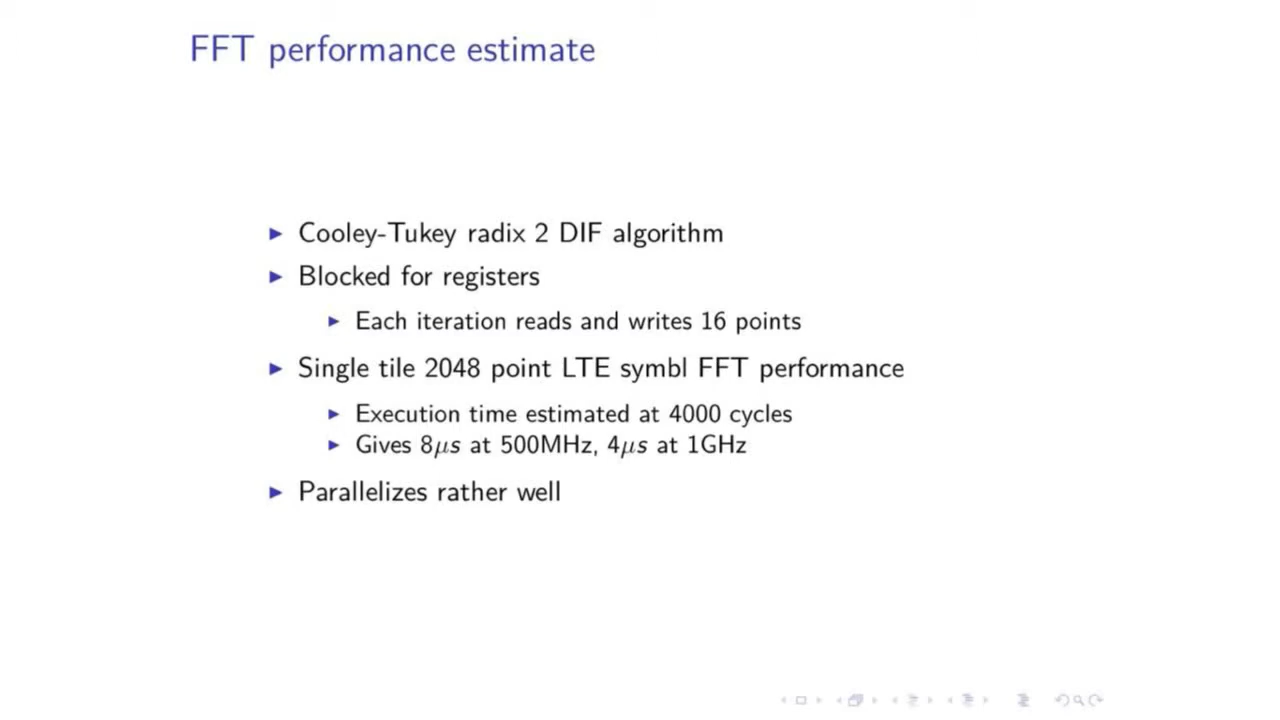 FFT performance estimate
Cooley-Tukey radix 2 DIF algorithm
Blocked for registers
Each iteration reads and writes 16 points
Single tile 2048 point LTE symbl FFT performance
Execution time estimated at 4000 cycles
Gives 8μs at 500MHz, 4μs at 1GHz
Parallelizes rather well